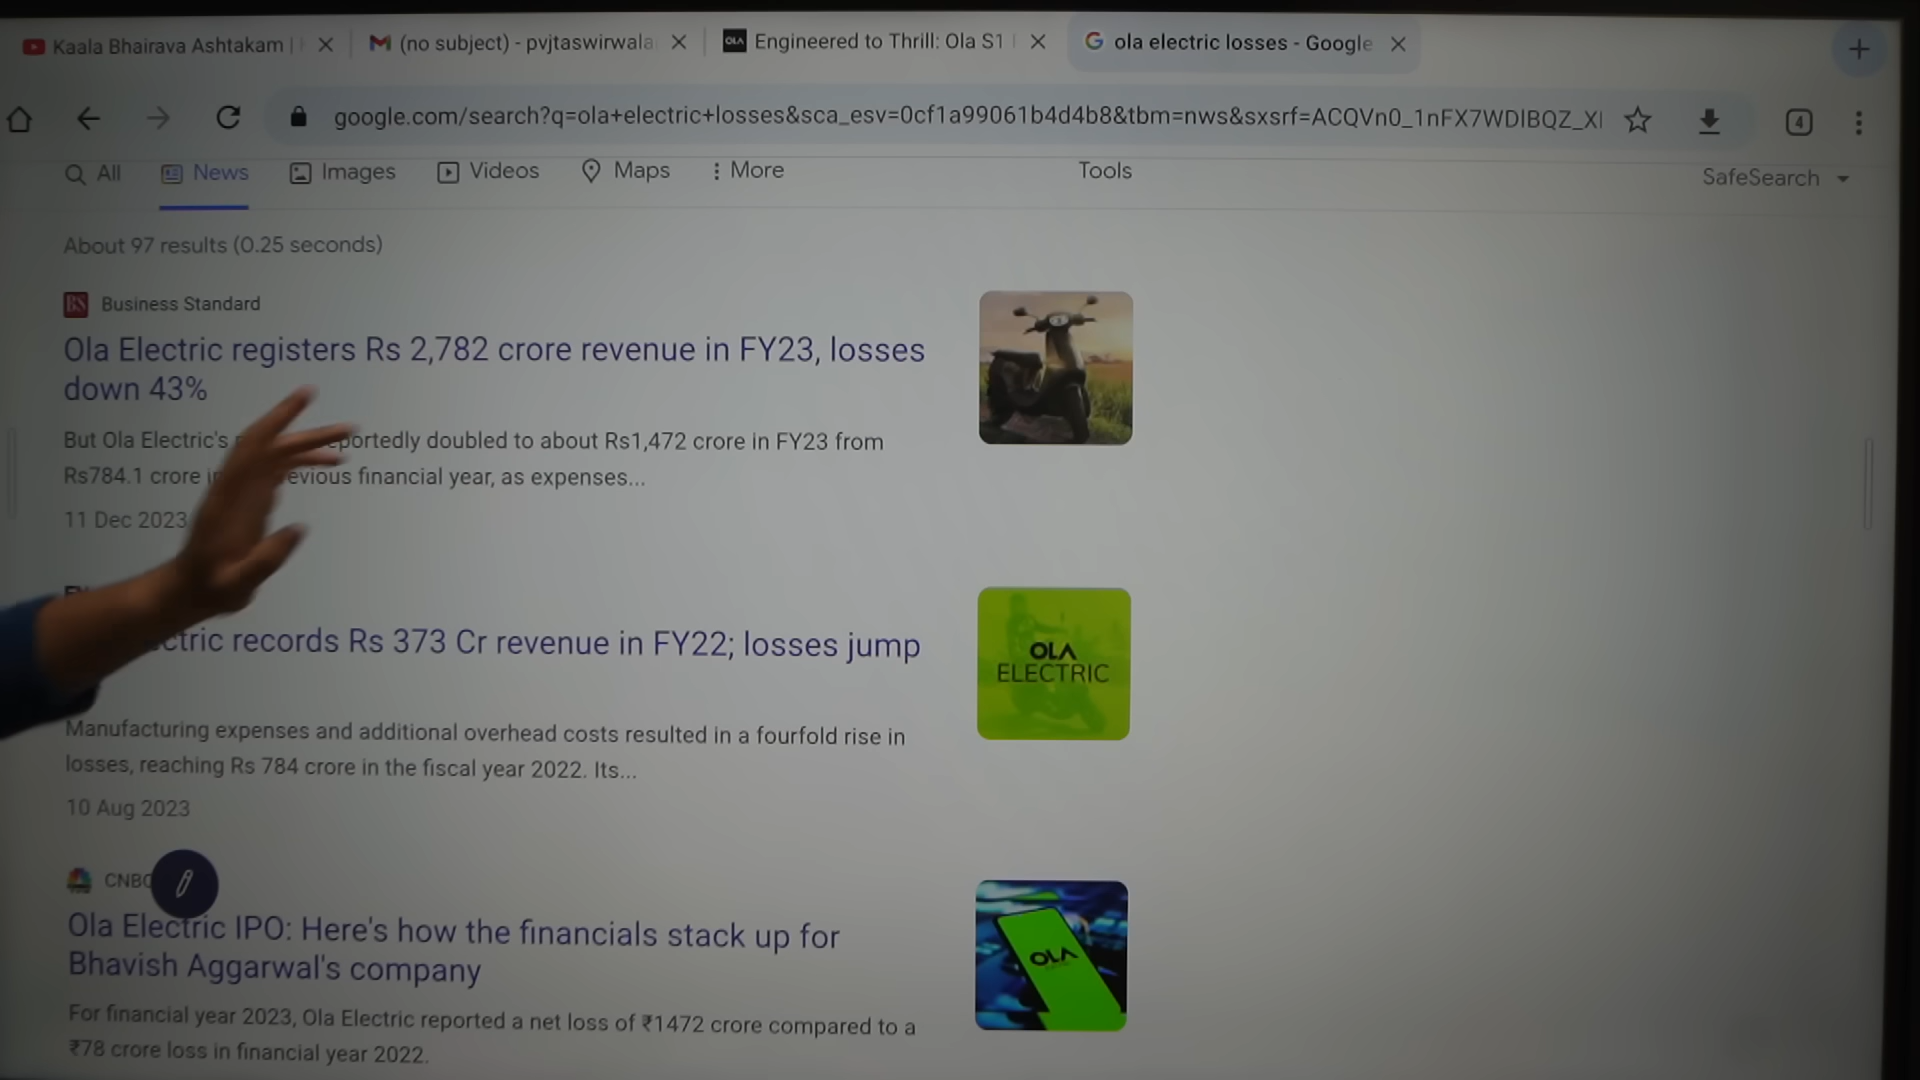 Kaala Bhairava Ashtakam |
(no subject) - pvjtaswirwala
OLA Engineered to Thrill: Ola S1
ola electric losses - Google
google.com/search?q=ola+electric+losses&sca_esv=0cf1a99061b4d4b8&tbm=nws&sxsrf=ACQVn0_1nFX7WDIBQZ_X
4
All News Images Videos Maps More Tools SafeSearch
About 97 results (0.25 seconds)
BS Business Standard
Ola Electric registers Rs 2,782 crore revenue in FY23, losses
down 43%
But Ola Electric's portedly doubled to about Rs1,472 crore in FY23 from
Rs784.1 crore evious financial year, as expenses...
11 Dec 2023
ctric records Rs 373 Cr revenue in FY22; losses jump
OLA
ELECTRIC
Manufacturing expenses and additional overhead costs resulted in a fourfold rise in
losses, reaching Rs 784 crore in the fiscal year 2022. Its...
10 Aug 2023
CNBC
Ola Electric IPO: Here's how the financials stack up for
Bhavish Aggarwal's company
OLA
For financial year 2023, Ola Electric reported a net loss of ₹1472 crore compared to a
₹78 crore loss in financial year 2022.